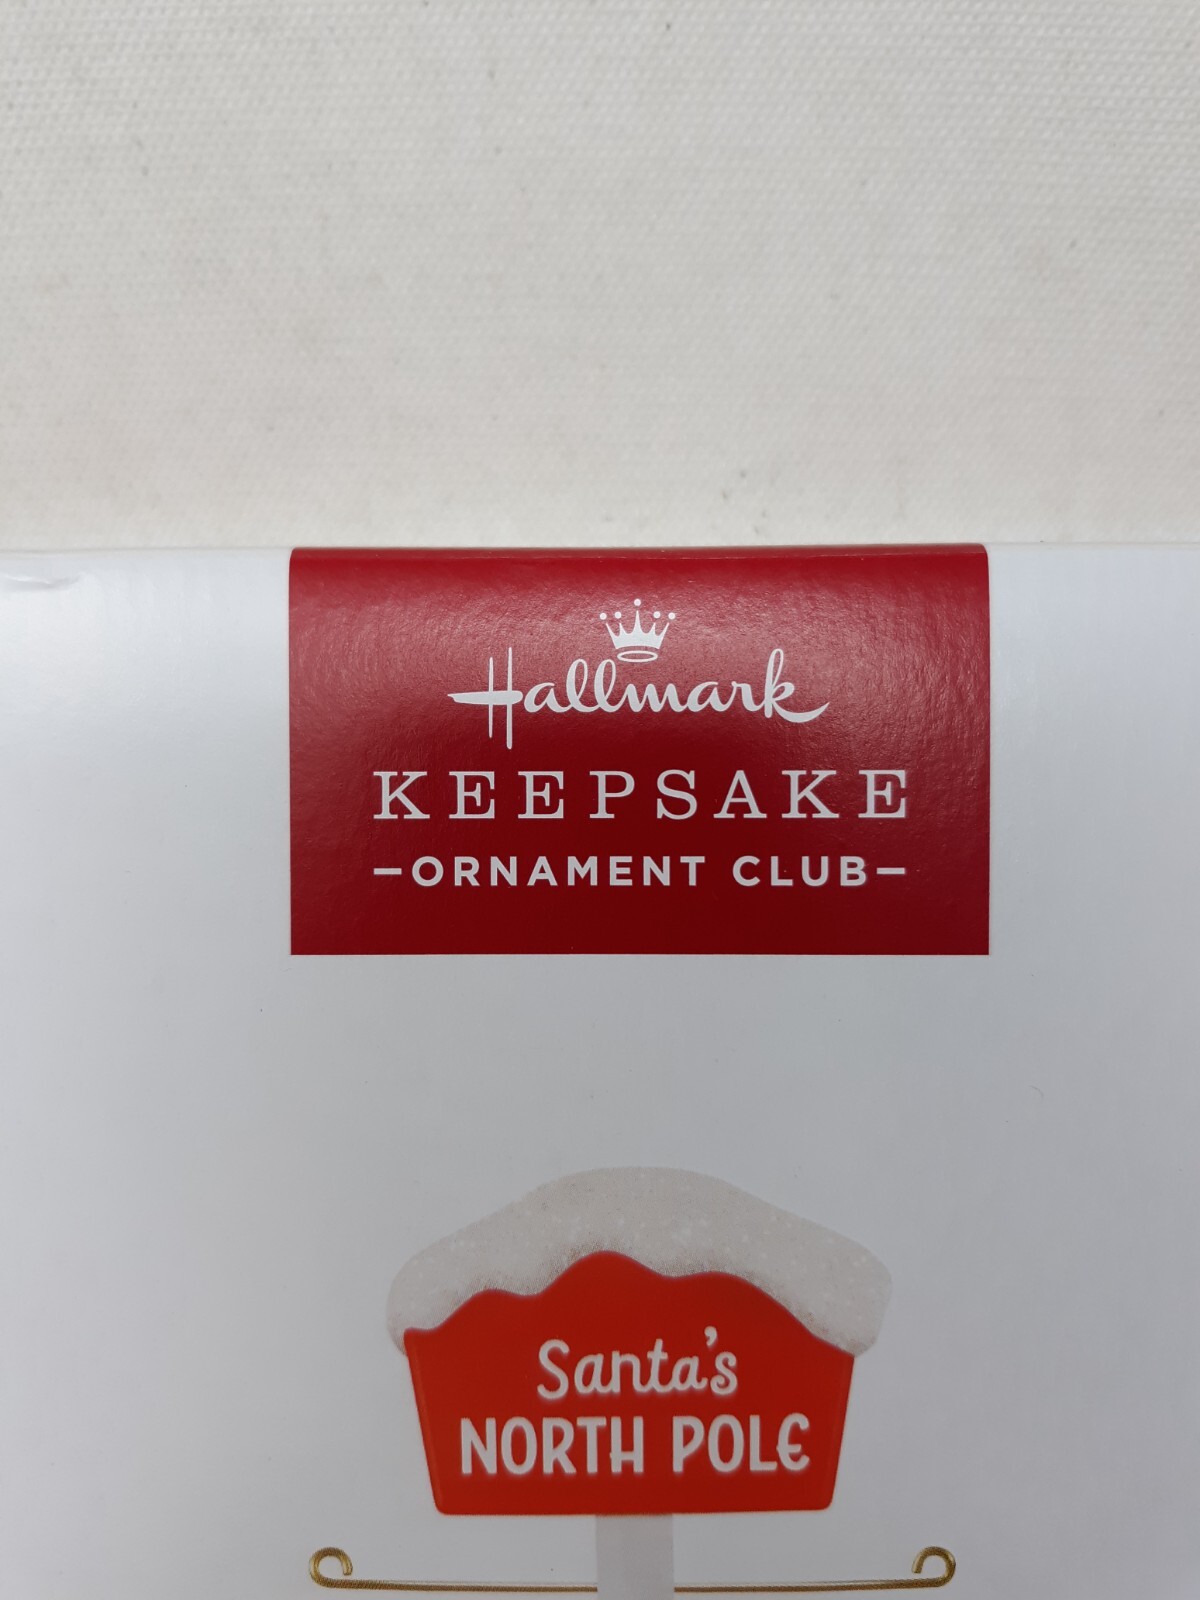 Hallmark
KEEPSAKE
–ORNAMENT CLUB–
Santa's
NORTH POLE